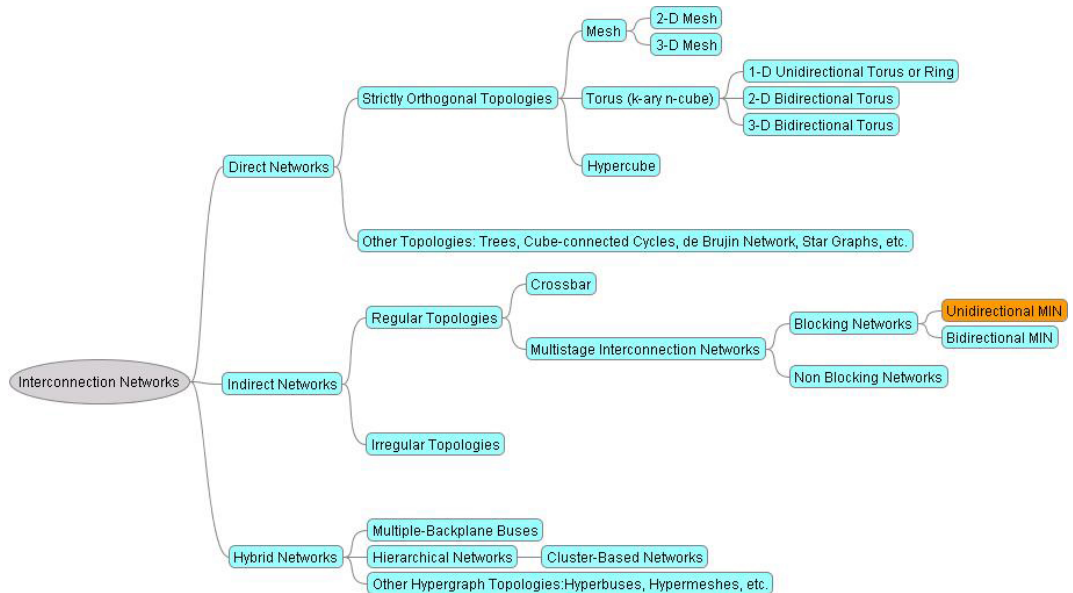 2-D Mesh
Mesh
3-D Mesh
1-D Unidirectional Torus or Ring
Strictly Orthogonal Topologies
Torus (k-ary n-cube)
2-D Bidirectional Torus
3-D Bidirectional Torus
Direct Networks
Hypercube
Other Topologies: Trees, Cube-connected Cycles, de Brujin Network, Star Graphs, etc.
Crossbar
Regular Topologies
Unidirectional MIN
Blocking Networks
Bidirectional MIN
Multistage Interconnection Networks
Non Blocking Networks
Interconnection Networks
Indirect Networks
Irregular Topologies
Multiple-Backplane Buses
Hybrid Networks
Hierarchical Networks
Cluster-Based Networks
Other Hypergraph Topologies:Hyperbuses, Hypermeshes, etc.